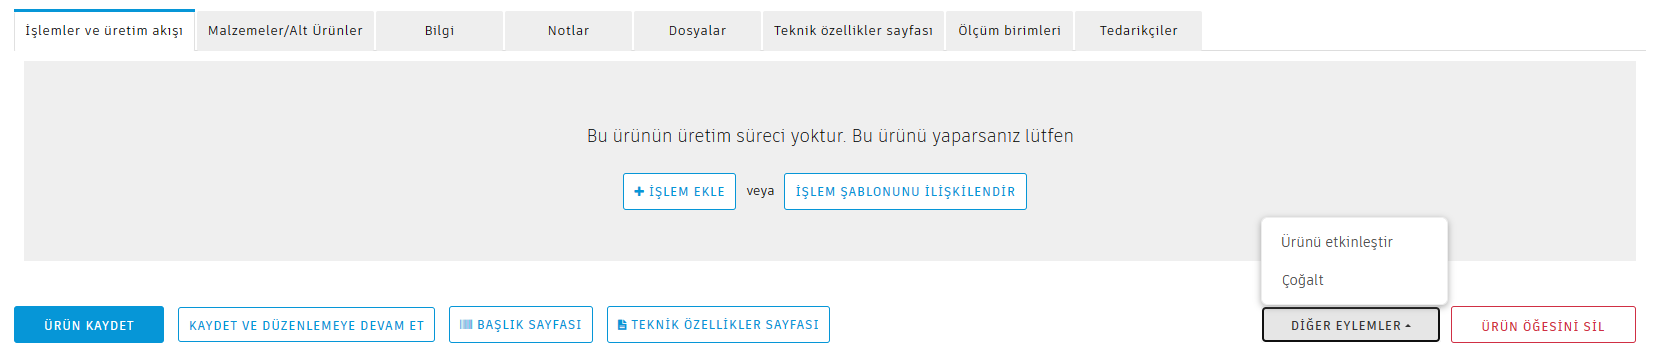 İşlemler ve üretim akışı Malzemeler/Alt Ürünler Bilgi Notlar Dosyalar Teknik özellikler sayfası Ölçüm birimleri Tedarikçiler
Bu ürünün üretim süreci yoktur. Bu ürünü yaparsanız lütfen
İŞLEM EKLE veya İŞLEM ŞABLONUNU İLİŞKİLENDİR
Ürünü etkinleştir
Çoğalt
ÜRÜN KAYDET KAYDET VE DÜZENLEMEYE DEVAM ET BAŞLIK SAYFASI TEKNİK ÖZELLİKLER SAYFASI DİĞER EYLEMLER ÜRÜN ÖĞESİNİ SİL